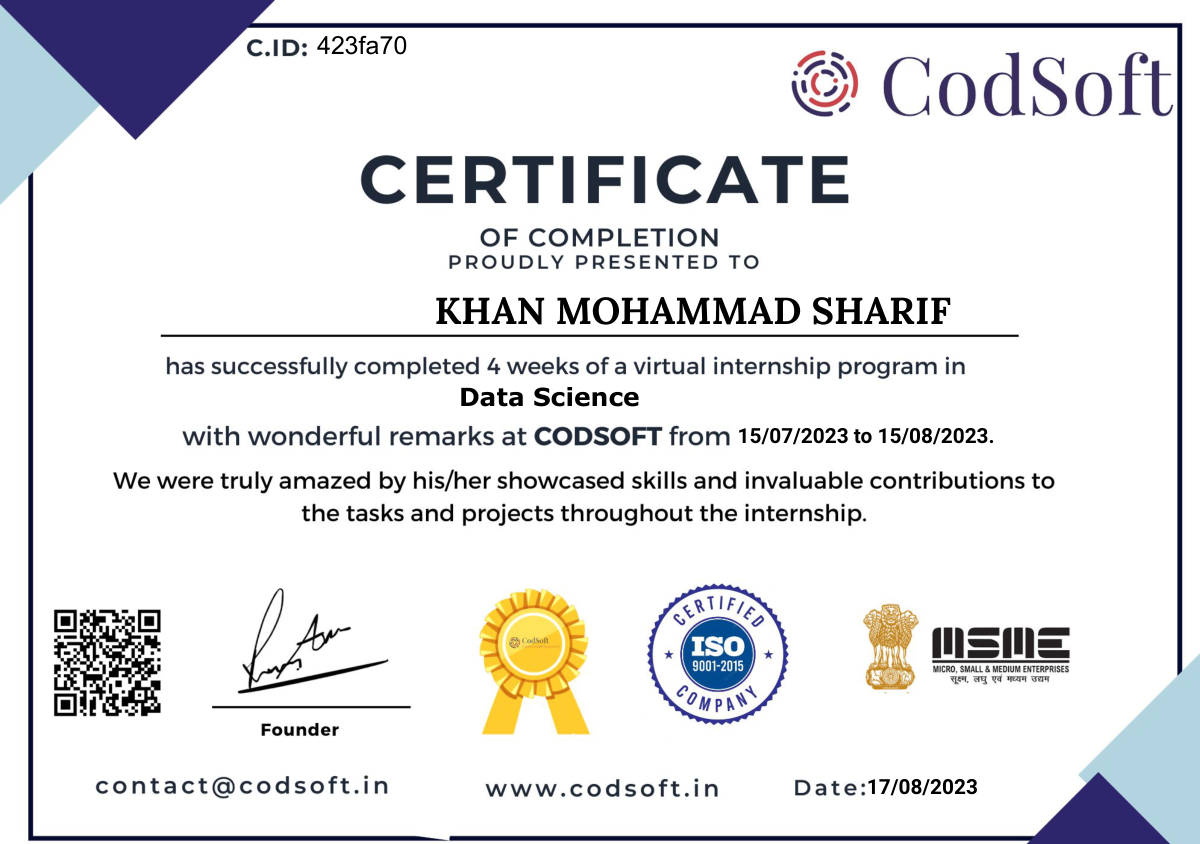 C.ID: 423fa70
CodSoft
CERTIFICATE
OF COMPLETION
PROUDLY PRESENTED TO
KHAN MOHAMMAD SHARIF
has successfully completed 4 weeks of a virtual internship program in
Data Science
with wonderful remarks at CODSOFT from 15/07/2023 to 15/08/2023.
We were truly amazed by his/her showcased skills and invaluable contributions to
the tasks and projects throughout the internship.
Founder
CodSoft
CERTIFIED
ISO
9001-2015
COMPANY
MSME
MICRO, SMALL & MEDIUM ENTERPRISES
सूक्ष्म, लघु एवं मध्यम उद्यम
contact@codsoft.in
www.codsoft.in
Date:17/08/2023